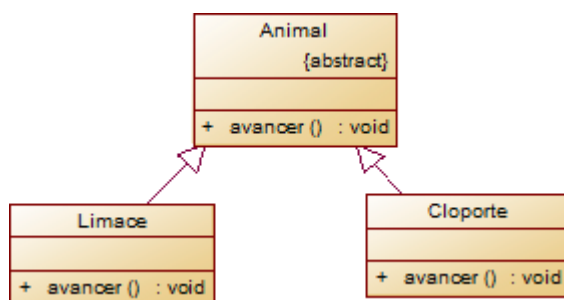 Animal
{abstract}
+ avancer () : void
Limace
+ avancer () : void
Cloporte
+ avancer () : void